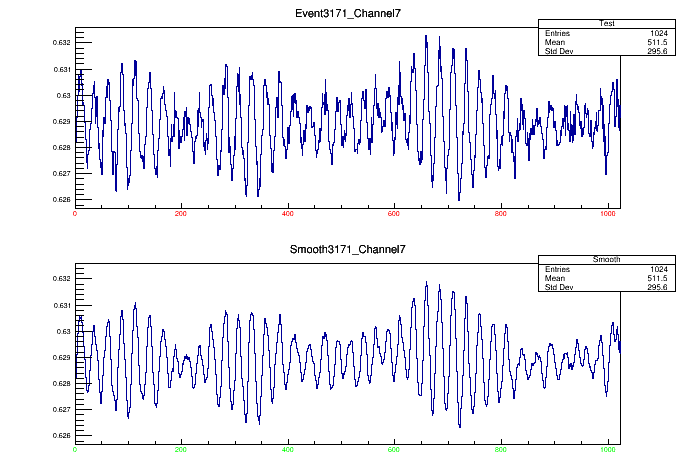 Event3171_Channel7
Test
Entries 1024
Mean 511.5
Std Dev 295.6
0.632
0.631
0.63
0.629
0.628
0.627
0.626
0 200 400 600 800 1000
Smooth3171_Channel7
Smooth
Entries 1024
Mean 511.5
Std Dev 295.6
0.632
0.631
0.63
0.629
0.628
0.627
0.626
0 200 400 600 800 1000